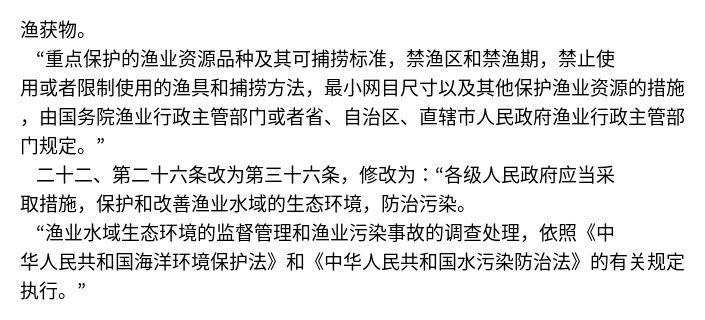 渔获物。
“重点保护的渔业资源品种及其可捕捞标准，禁渔区和禁渔期，禁止使
用或者限制使用的渔具和捕捞方法，最小网目尺寸以及其他保护渔业资源的措施
，由国务院渔业行政主管部门或者省、自治区、直辖市人民政府渔业行政主管部
门规定。”
二十二、第二十六条改为第三十六条，修改为：“各级人民政府应当采
取措施，保护和改善渔业水域的生态环境，防治污染。
“渔业水域生态环境的监督管理和渔业污染事故的调查处理，依照《中
华人民共和国海洋环境保护法》和《中华人民共和国水污染防治法》的有关规定
执行。”